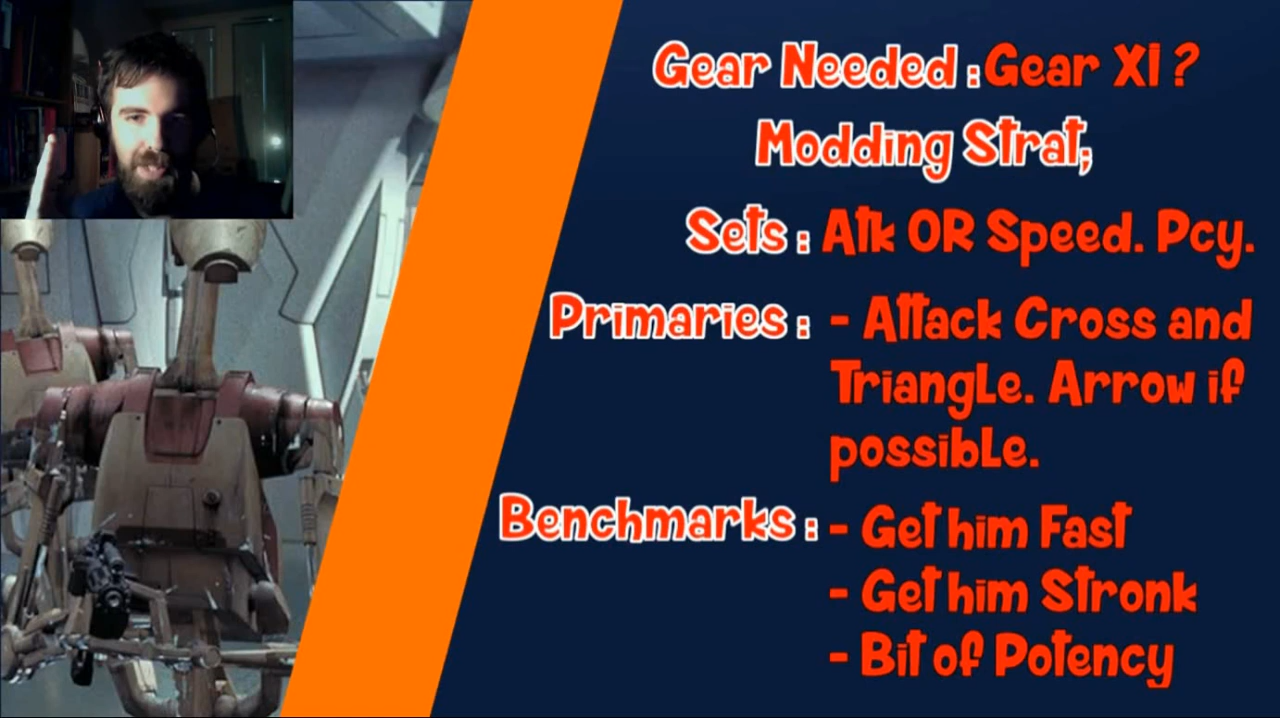 Gear Needed : Gear XI ?
Modding Strat;
Sets : Atk OR Speed. Pcy.
Primaries : - Attack Cross and
Triangle. Arrow if
possible.
Benchmarks : - Get him Fast
- Get him Stronk
- Bit of Potency